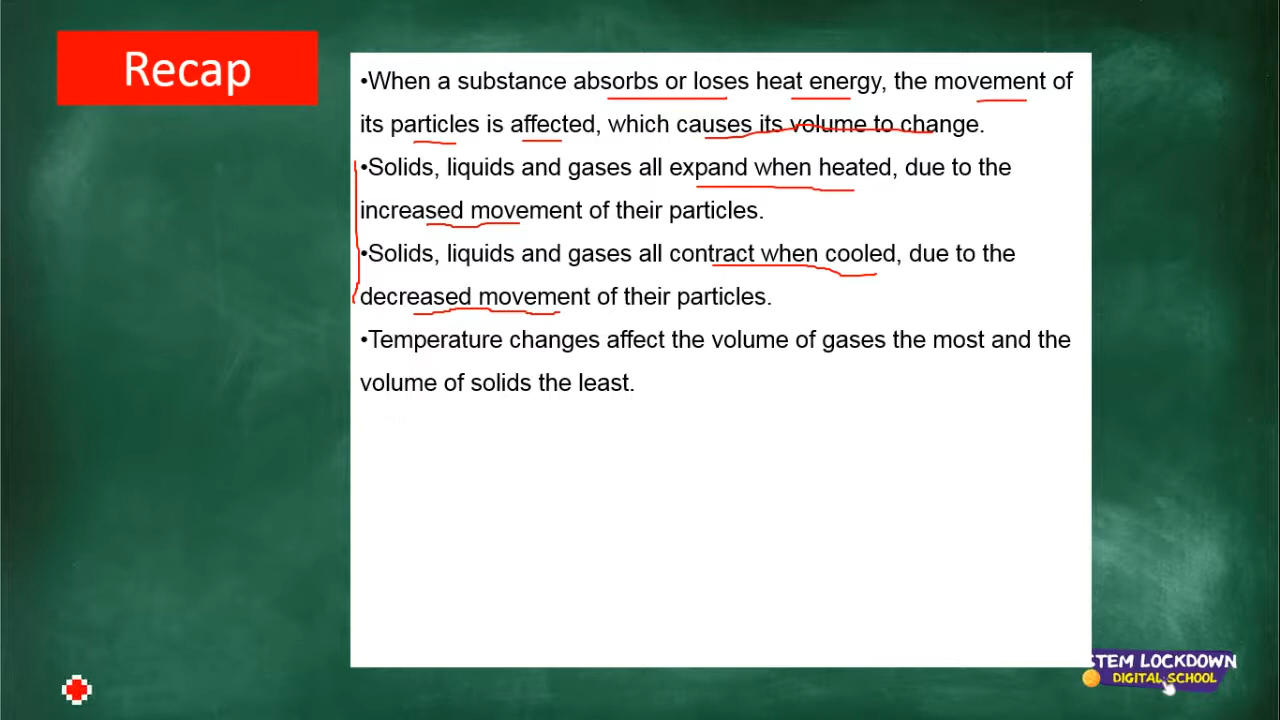 Recap
•When a substance absorbs or loses heat energy, the movement of
its particles is affected, which causes its volume to change.
•Solids, liquids and gases all expand when heated, due to the
increased movement of their particles.
•Solids, liquids and gases all contract when cooled, due to the
decreased movement of their particles.
•Temperature changes affect the volume of gases the most and the
volume of solids the least.
STEM LOCKDOWN
DIGITAL SCHOOL